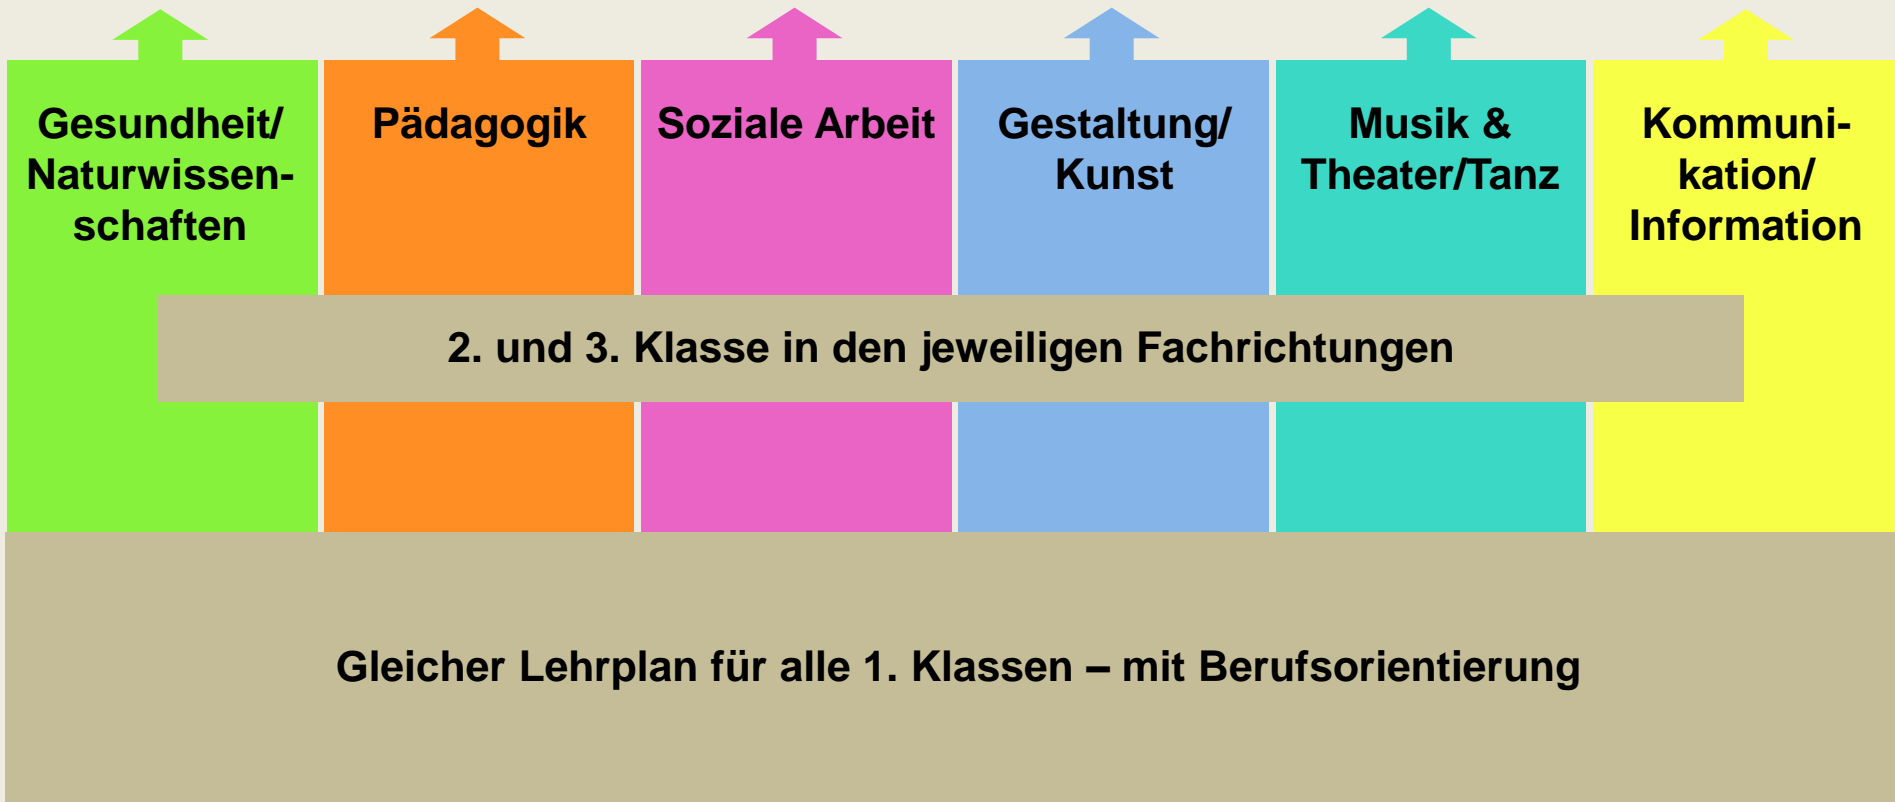 Gesundheit/
Naturwissen-
schaften
Pädagogik
Soziale Arbeit
Gestaltung/
Kunst
Musik &
Theater/Tanz
Kommuni-
kation/
Information
2. und 3. Klasse in den jeweiligen Fachrichtungen
Gleicher Lehrplan für alle 1. Klassen – mit Berufsorientierung